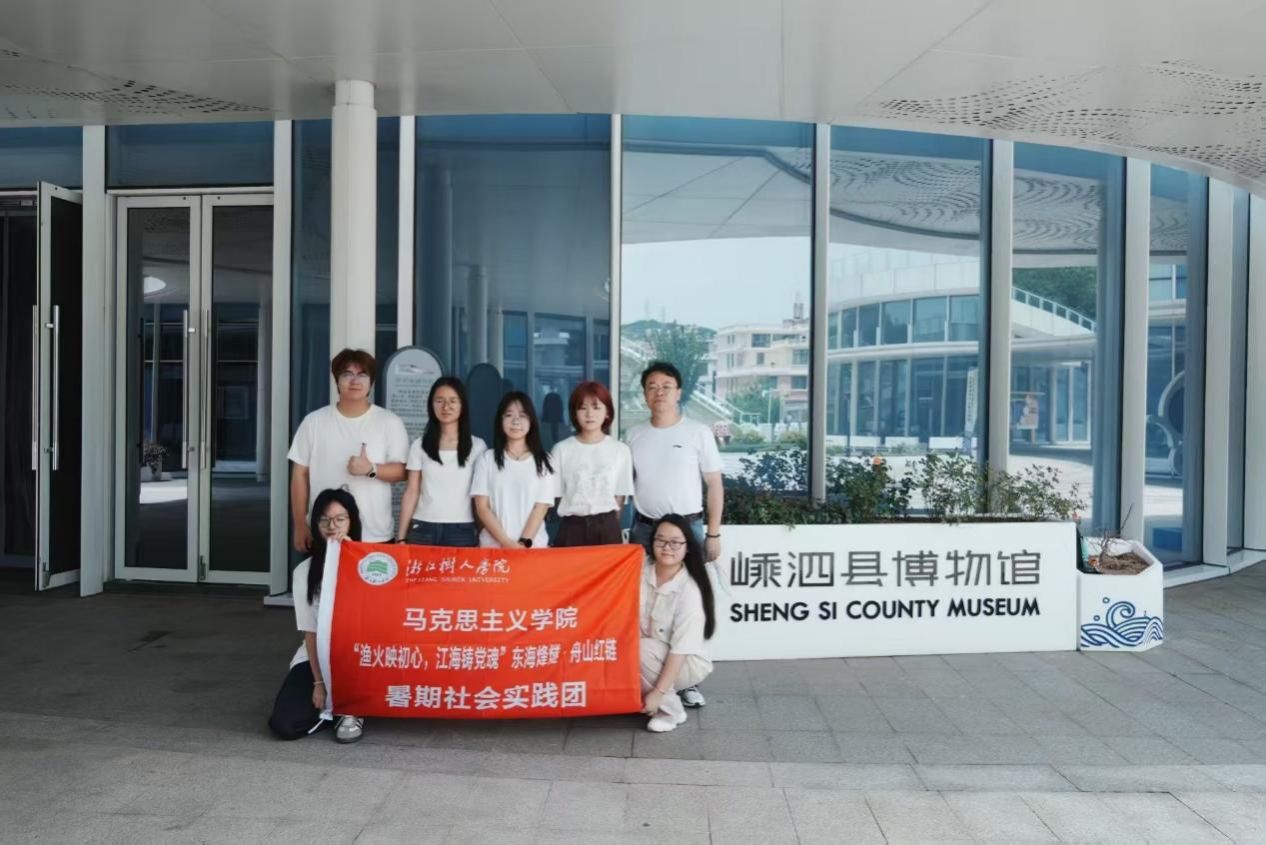 浙江树人学院
ZHEJIANG SHUREN UNIVERSITY
马克思主义学院
“渔火映初心，江海铸党魂”东海烽燧·舟山红链
暑期社会实践团
嵊泗县博物馆
SHENG SI COUNTY MUSEUM